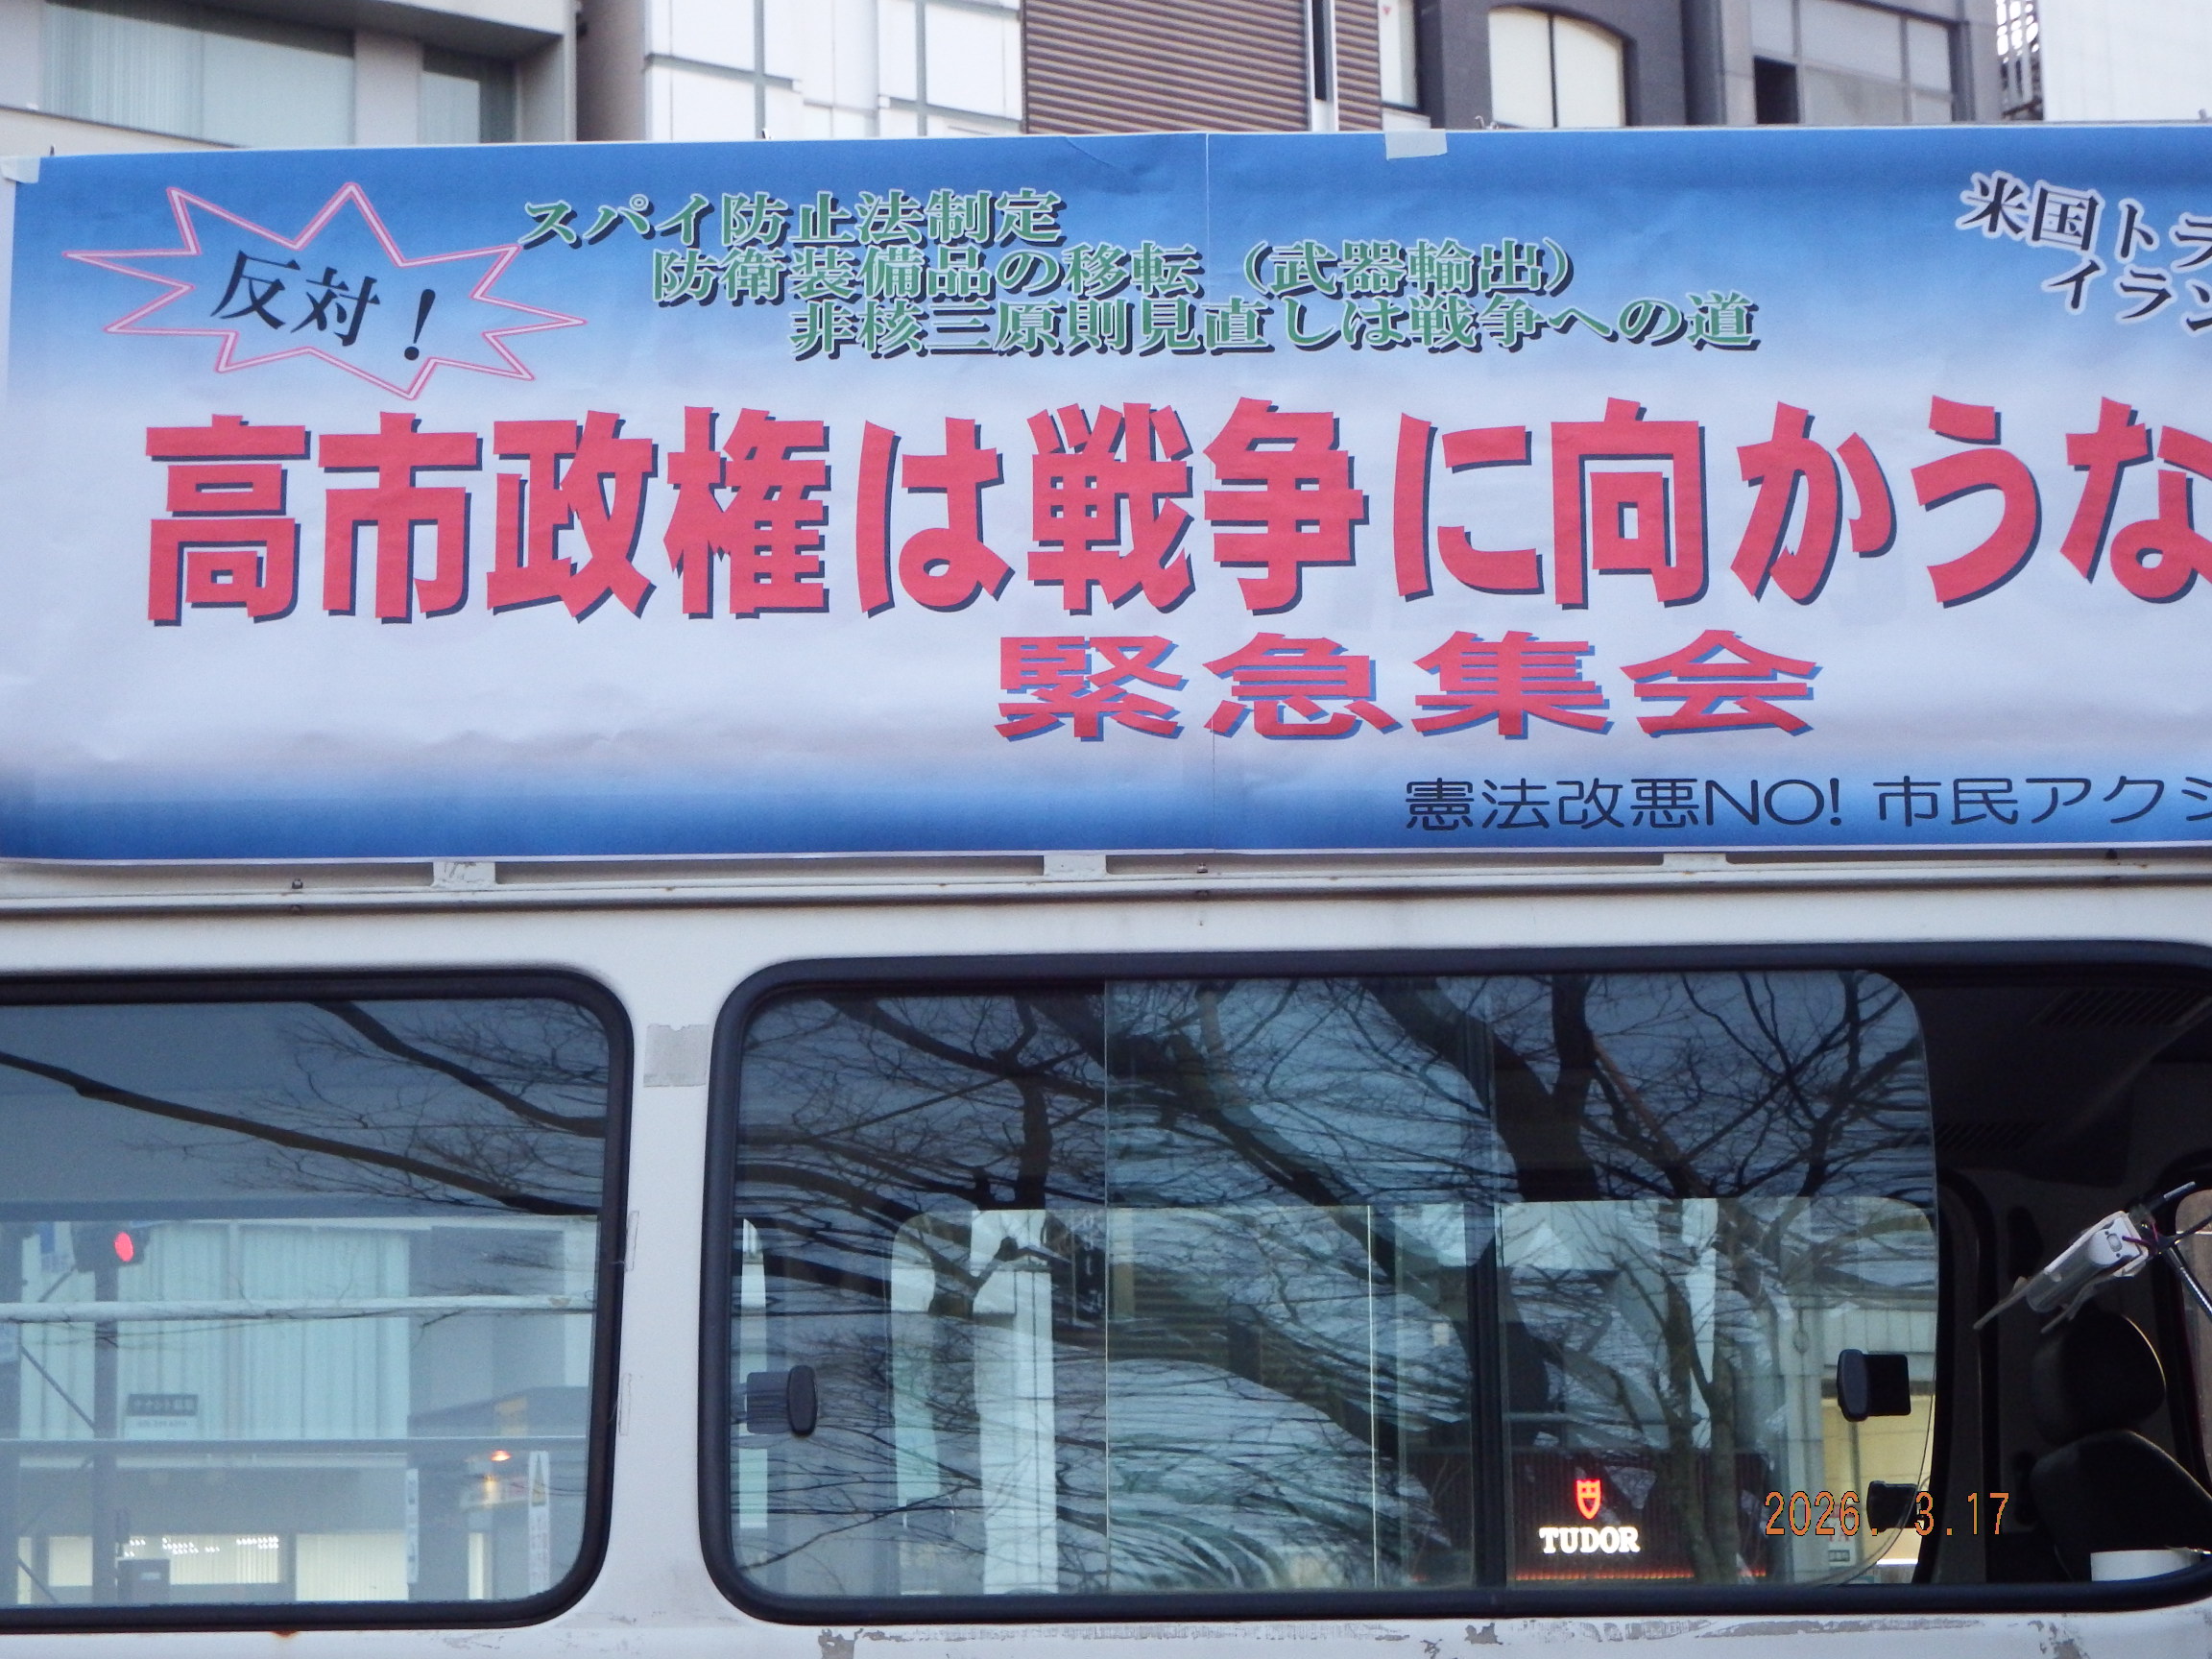 反対！
スパイ防止法制定
防衛装備品の移転（武器輸出）
非核三原則見直しは戦争への道
米国トラ
イラン
高市政権は戦争に向かうな
緊急集会
憲法改悪NO! 市民アクシ
TUDOR
2026. 3.17